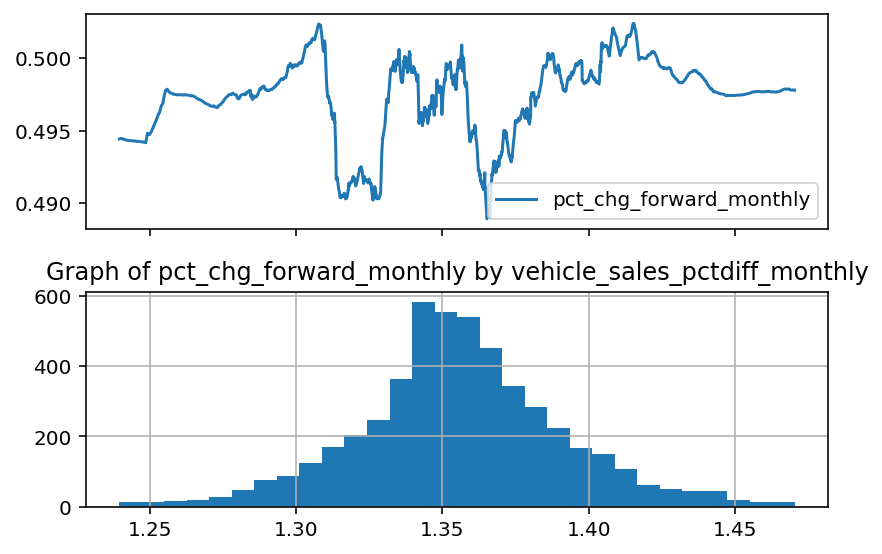 0.500
0.495
0.490
pct_chg_forward_monthly
Graph of pct_chg_forward_monthly by vehicle_sales_pctdiff_monthly
600
400
200
0
1.25 1.30 1.35 1.40 1.45